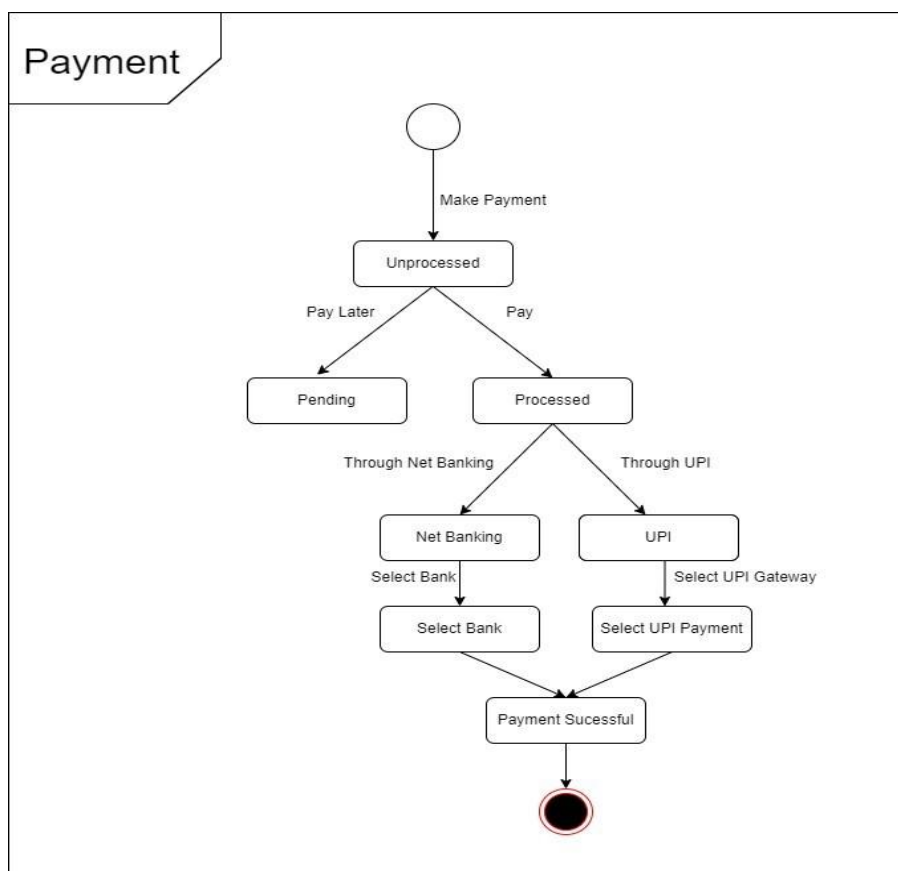 Payment
Make Payment
Unprocessed
Pay Later
Pay
Pending
Processed
Through Net Banking
Through UPI
Net Banking
UPI
Select Bank
Select UPI Gateway
Select Bank
Select UPI Payment
Payment Sucessful